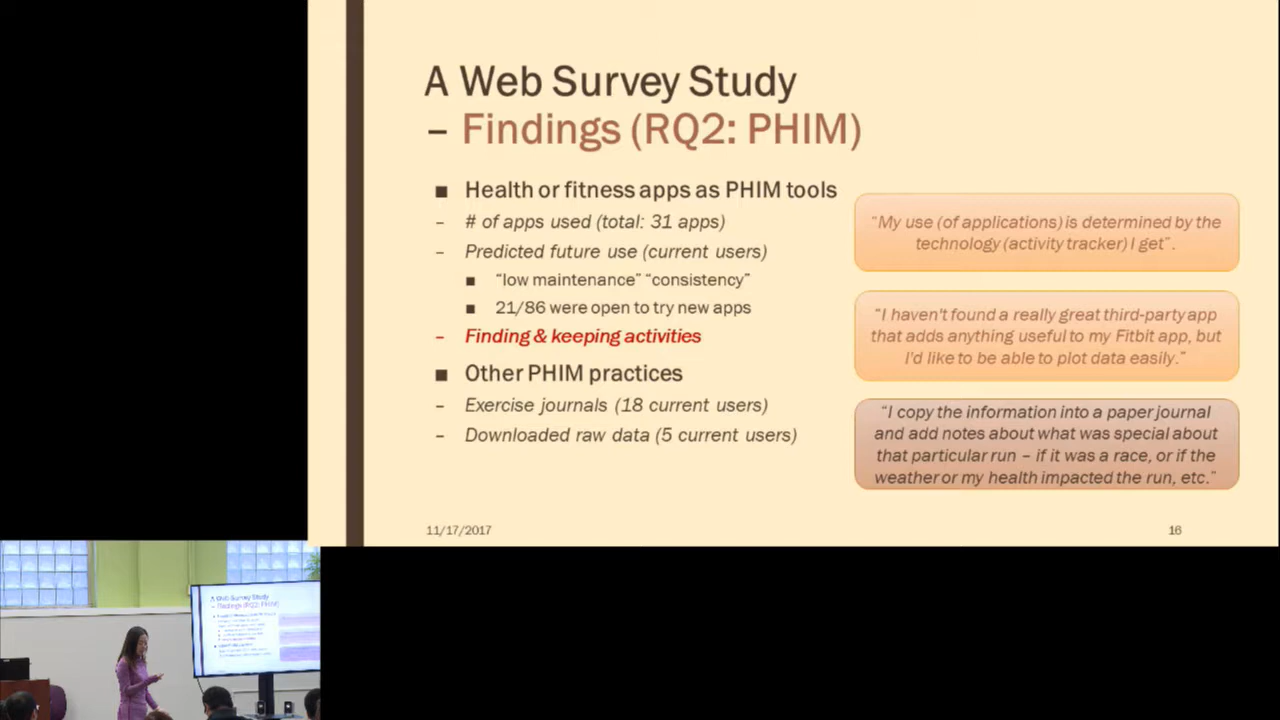 A Web Survey Study
– Findings (RQ2: PHIM)
■ Health or fitness apps as PHIM tools
– # of apps used (total: 31 apps)
– Predicted future use (current users)
■ “low maintenance” “consistency”
■ 21/86 were open to try new apps
– Finding & keeping activities
■ Other PHIM practices
– Exercise journals (18 current users)
– Downloaded raw data (5 current users)
“My use (of applications) is determined by the
technology (activity tracker) I get”.
“I haven't found a really great third-party app
that adds anything useful to my Fitbit app, but
I'd like to be able to plot data easily.”
“I copy the information into a paper journal
and add notes about what was special about
that particular run – if it was a race, or if the
weather or my health impacted the run, etc.”
11/17/2017
16
A Web Survey Study
– Findings (RQ2: PHIM)